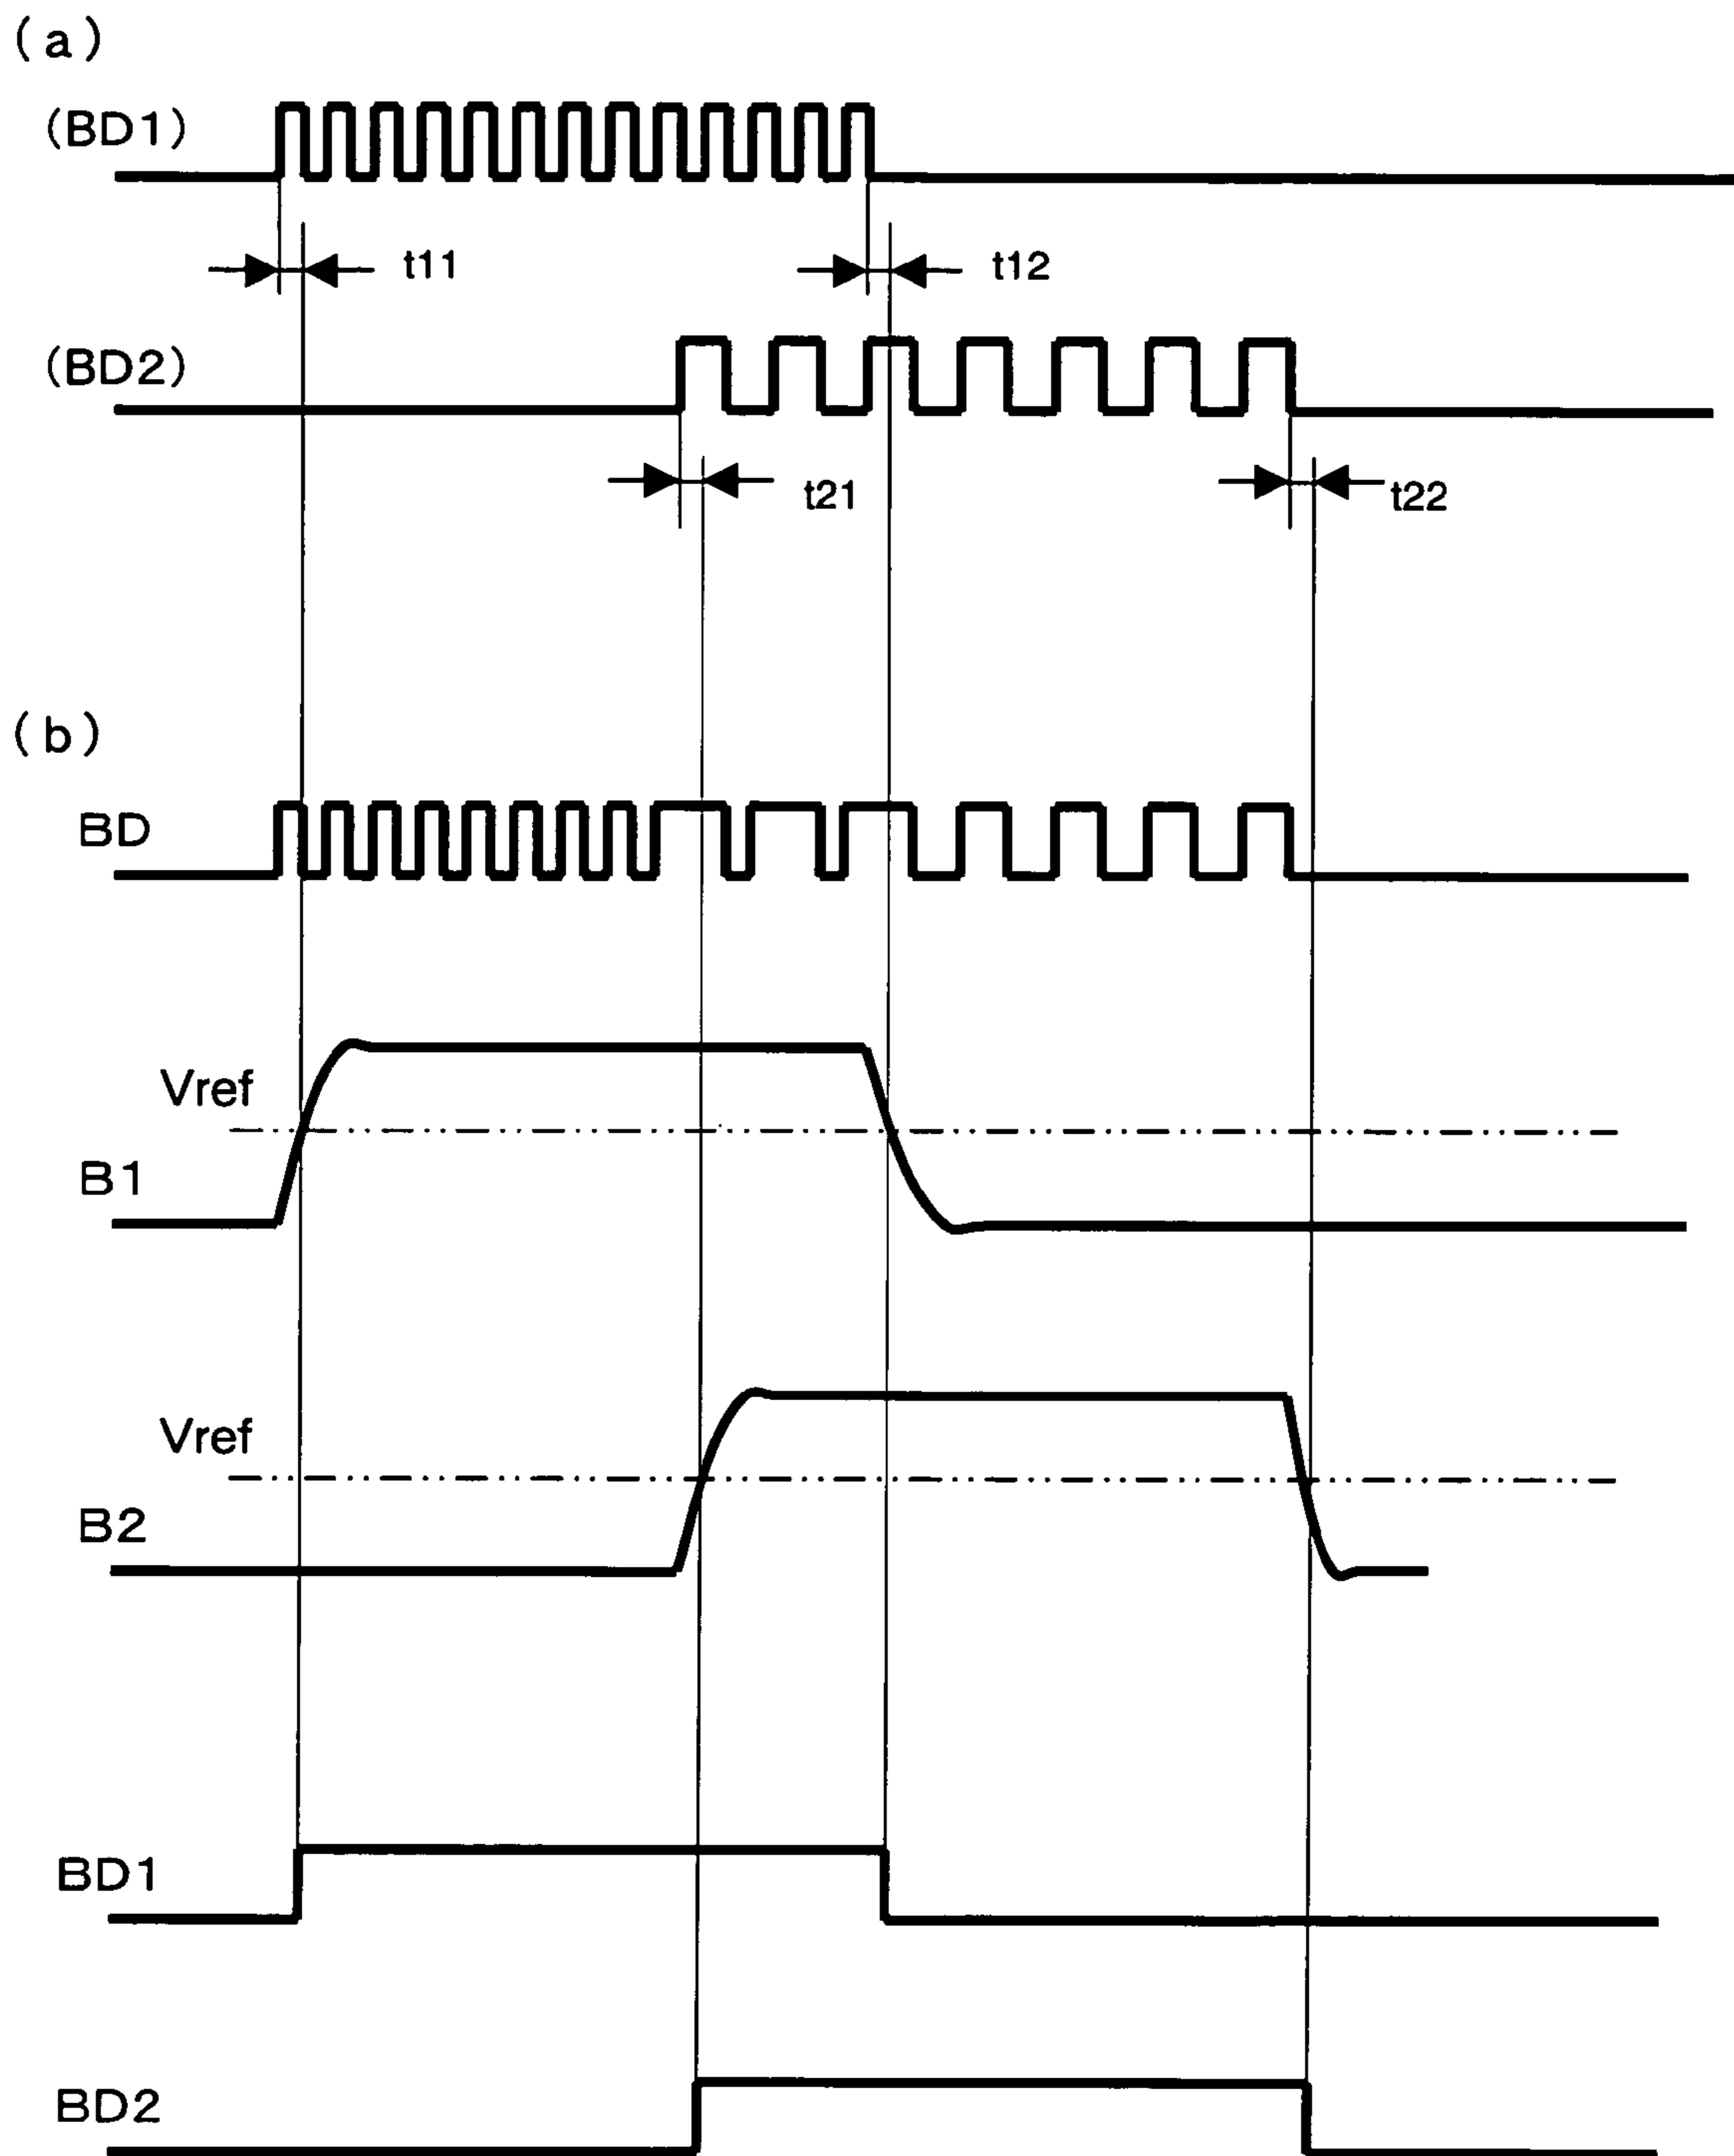 (a)
(BD1)
t11
t12
(BD2)
t21
t22
(b)
BD
Vref
B1
Vref
B2
BD1
BD2